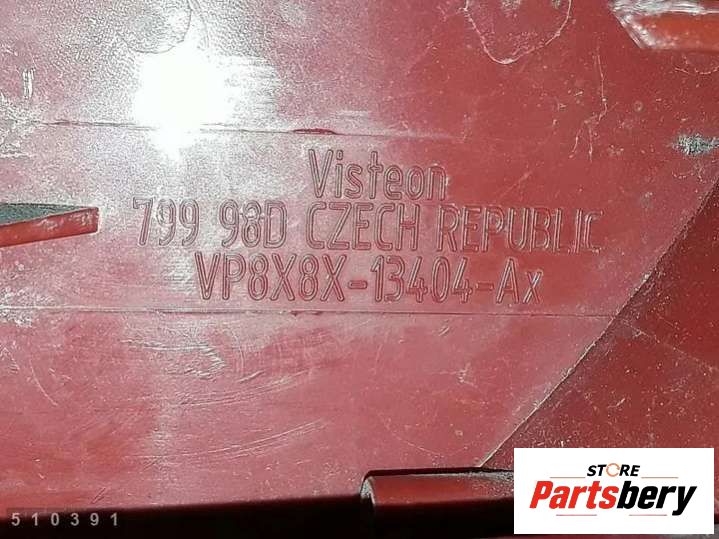 Visteon
799 98D CZECH REPUBLIC
VP8X8X-13404-Ax
STORE
Partsbery
510391